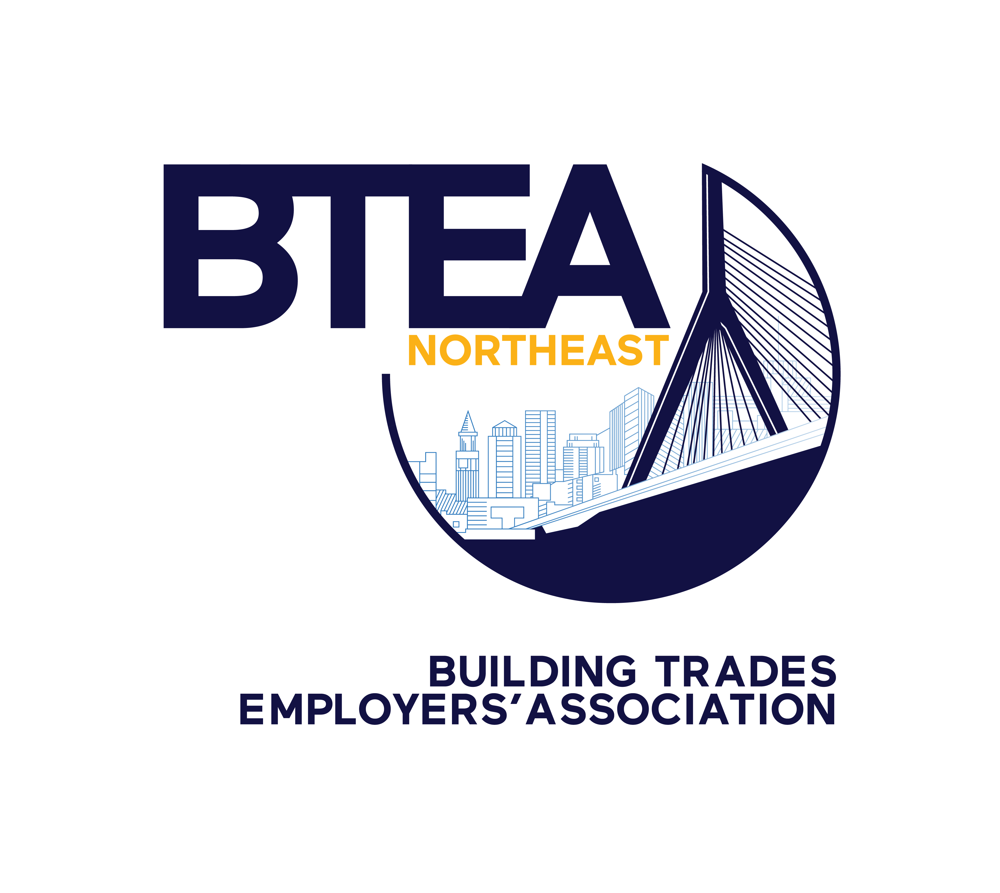 BTEA
NORTHEAST
BUILDING TRADES
EMPLOYERS' ASSOCIATION